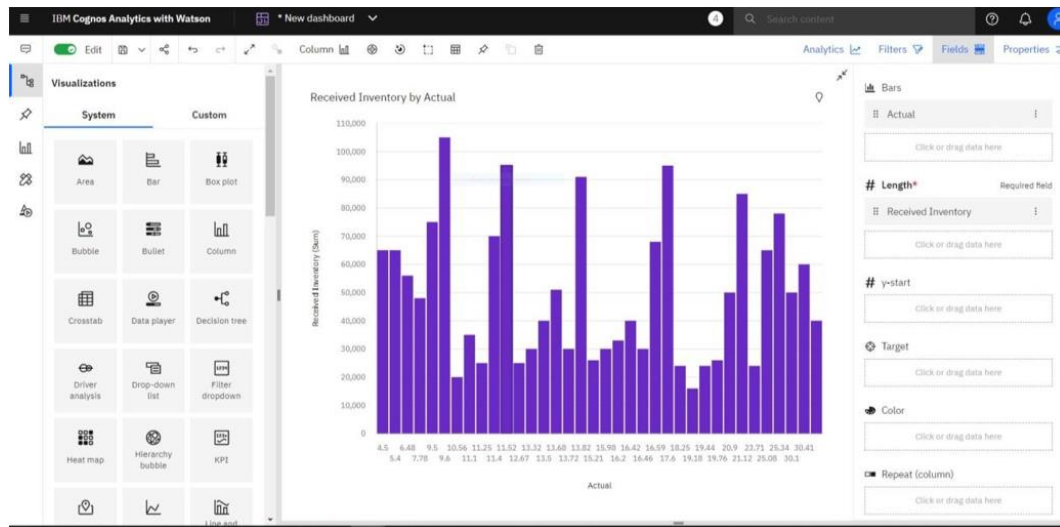 IBM Cognos Analytics with Watson
* New dashboard
4
Search content
Edit
Column
Analytics
Filters
Fields
Properties
Visualizations
System
Custom
Area
Bar
Box plot
Bubble
Bullet
Column
Crosstab
Data player
Decision tree
Driver
analysis
Drop-down
list
Filter
dropdown
Heat map
Hierarchy
bubble
KPI
Line and
Received Inventory by Actual
110,000
100,000
90,000
80,000
70,000
60,000
50,000
40,000
30,000
20,000
10,000
0
Received Inventory (Sum)
4.5 6.48 9.5 10.56 11.25 11.52 13.32 13.68 13.82 15.98 16.42 16.59 18.25 19.44 20.9 23.71 25.34 30.41
5.4 7.78 9.6 11.1 11.4 12.67 13.5 13.72 15.21 16.2 16.46 17.6 19.18 19.76 21.12 25.08 30.1
Actual
Bars
Actual
Click or drag data here
# Length*
Required field
Received Inventory
Click or drag data here
# y-start
Click or drag data here
Target
Click or drag data here
Color
Click or drag data here
Repeat (column)
Click or drag data here